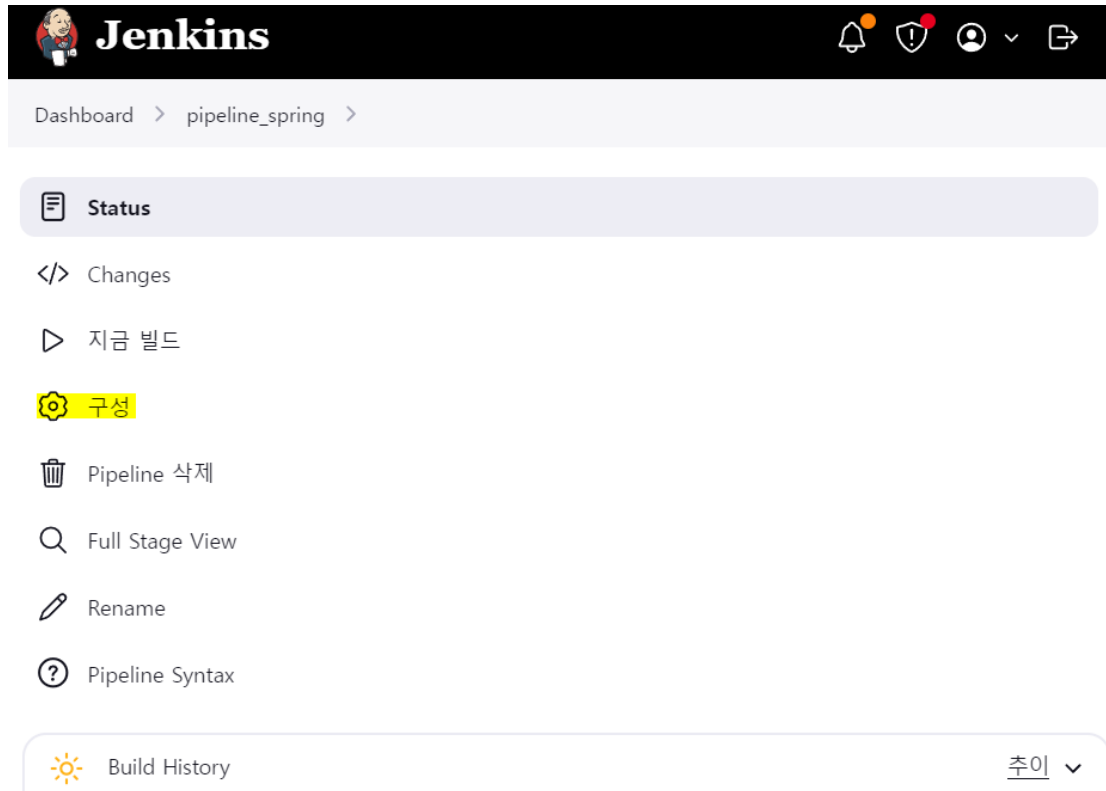 Jenkins
Dashboard > pipeline_spring >
Status
Changes
지금 빌드
구성
Pipeline 삭제
Full Stage View
Rename
Pipeline Syntax
Build History 추이